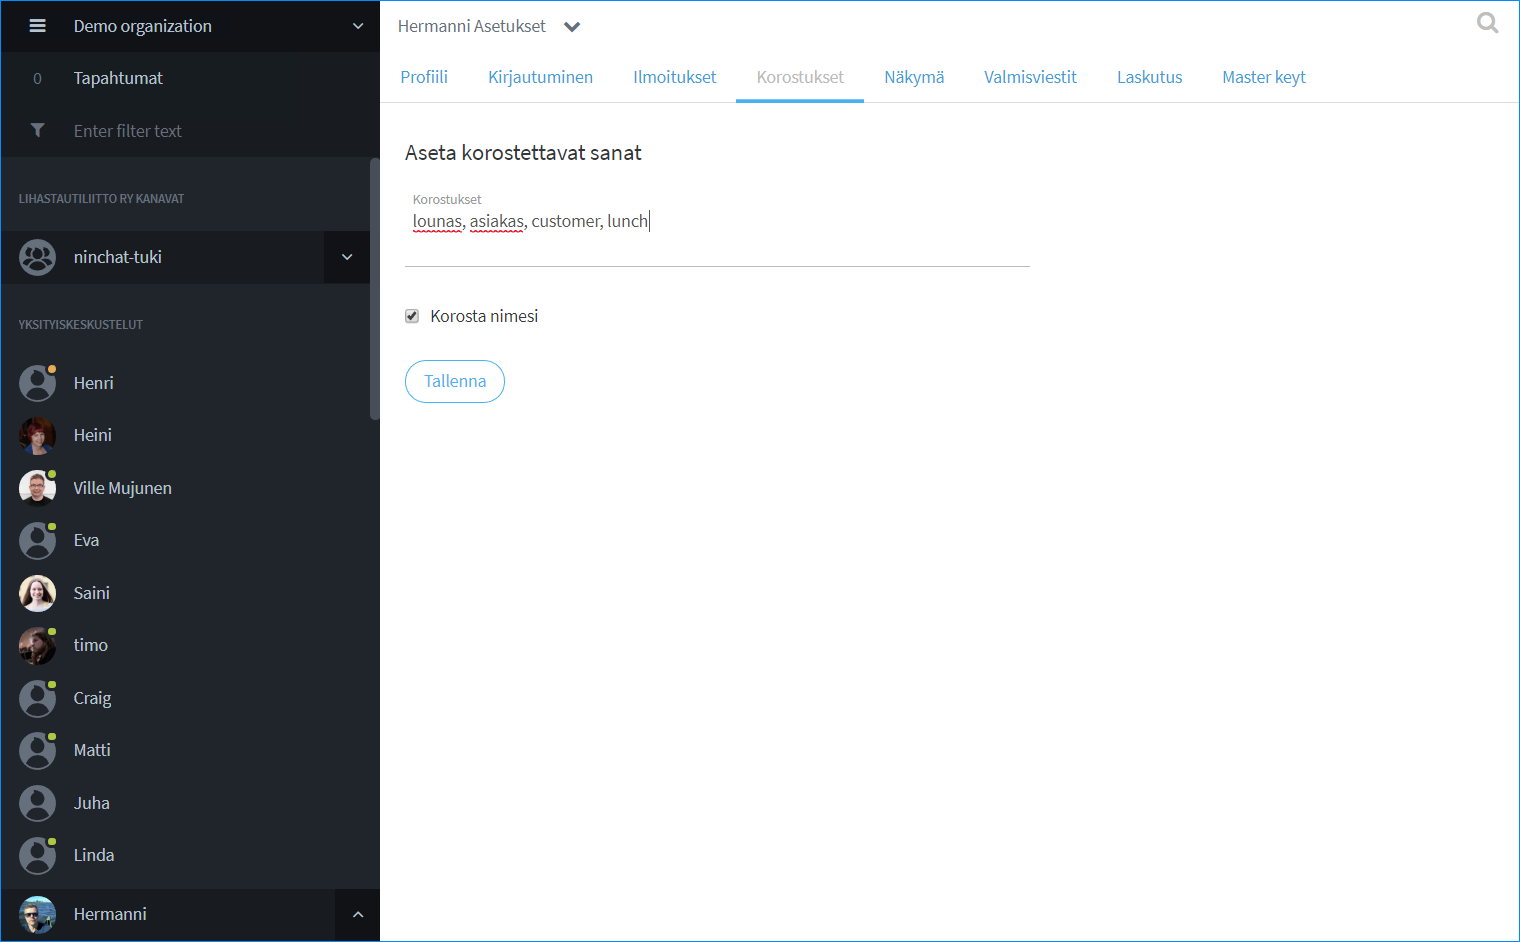 Demo organization
0 Tapahtumat
Enter filter text
LIHASTAUTILIITTO RY KANAVAT
ninchat-tuki
YKSITYISKESKUSTELUT
Henri
Heini
Ville Mujunen
Eva
Saini
timo
Craig
Matti
Juha
Linda
Hermanni
Hermanni Asetukset
Profiili Kirjautuminen Ilmoitukset Korostukset Näkymä Valmisviestit Laskutus Master keyt
Aseta korostettavat sanat
Korostukset
lounas, asiakas, customer, lunch
Korosta nimesi
Tallenna